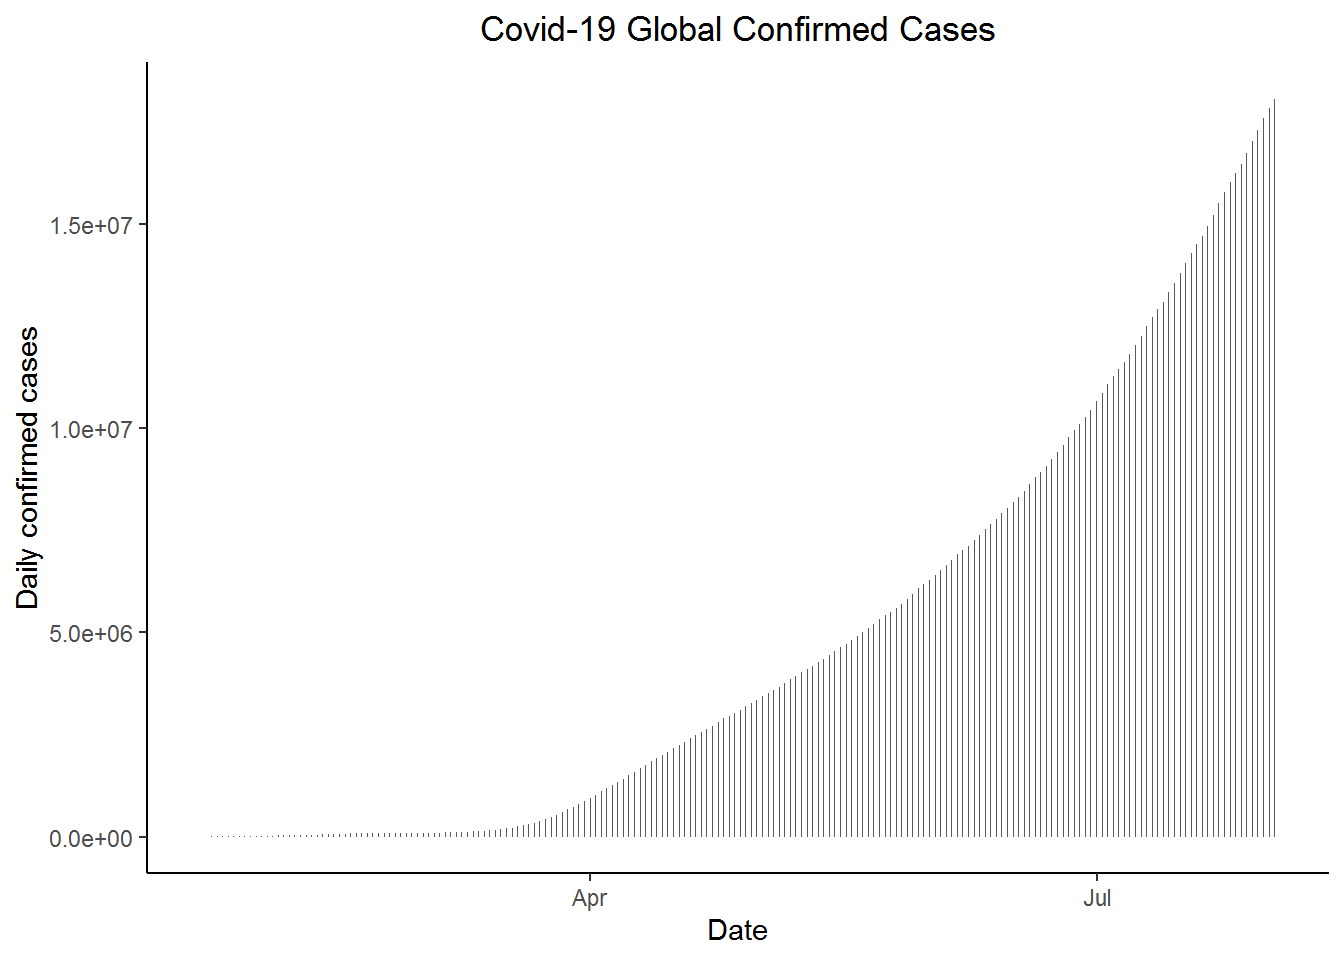 Covid-19 Global Confirmed Cases
1.5e+07
1.0e+07
5.0e+06
0.0e+00
Daily confirmed cases
Apr
Jul
Date